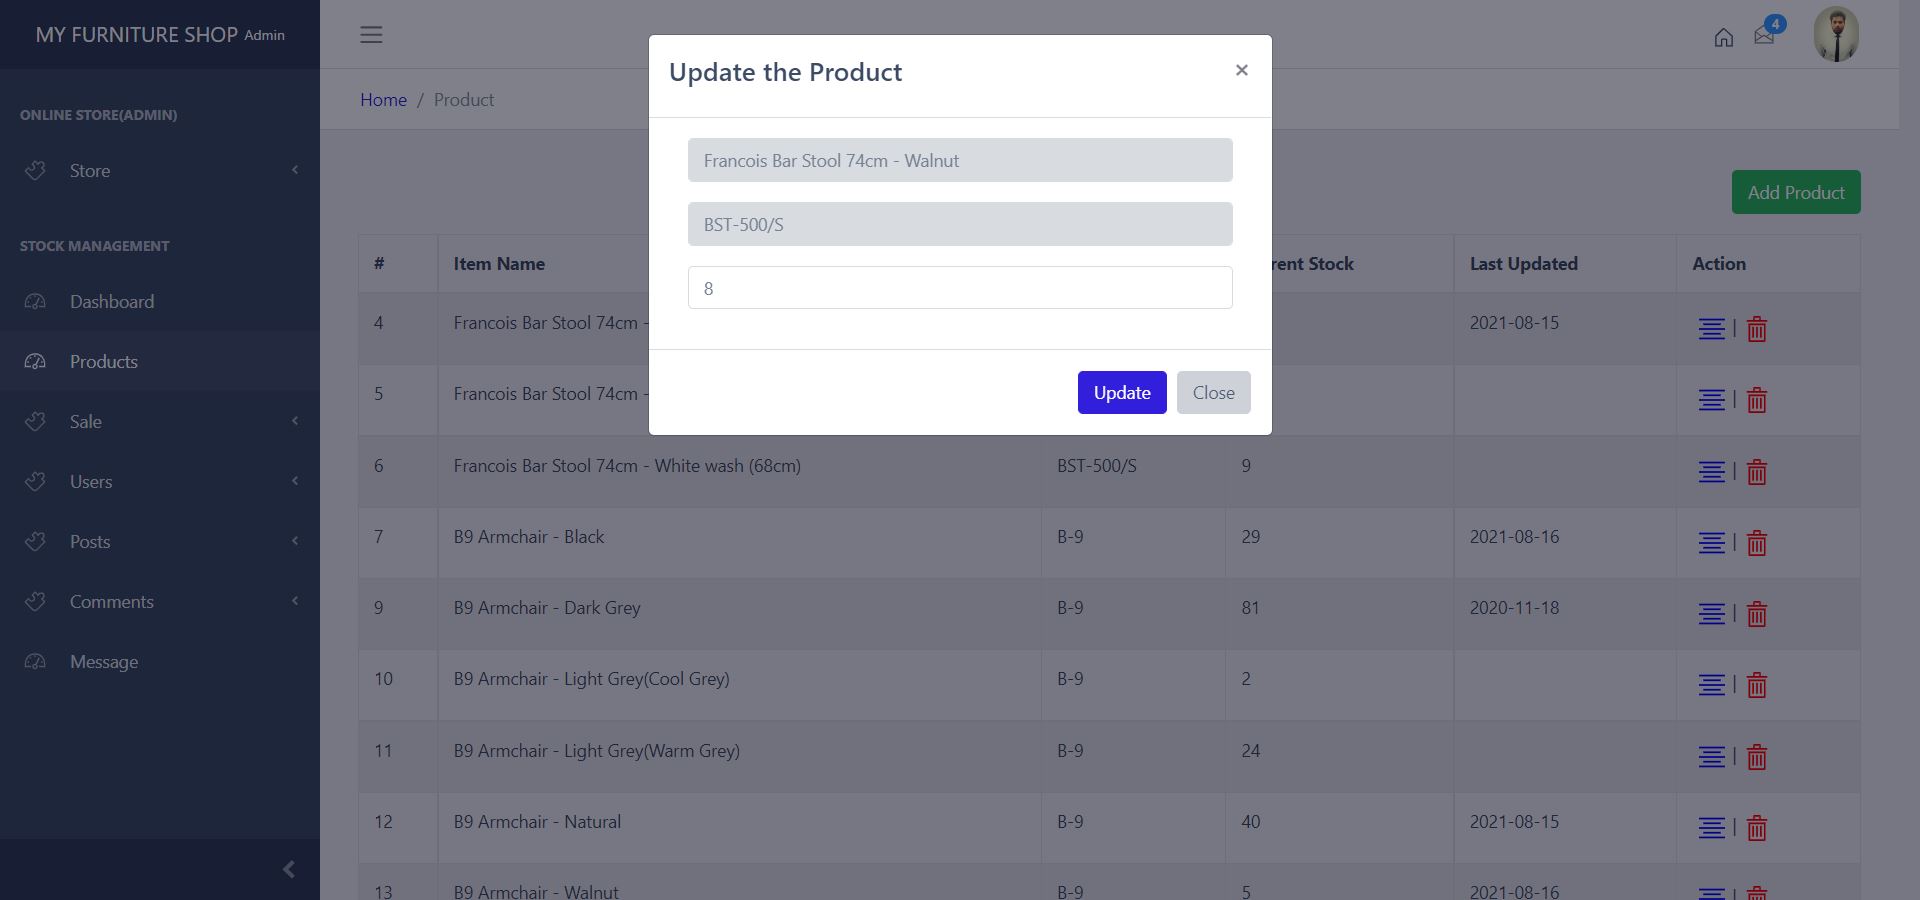 MY FURNITURE SHOP Admin
4
Home / Product
ONLINE STORE(ADMIN)
Store
STOCK MANAGEMENT
Dashboard
Products
Sale
Users
Posts
Comments
Message
Update the Product ×
Francois Bar Stool 74cm - Walnut
BST-500/S
8
Update Close
Add Product
# Item Name rent Stock Last Updated Action
4 Francois Bar Stool 74cm - 2021-08-15 |
5 Francois Bar Stool 74cm - |
6 Francois Bar Stool 74cm - White wash (68cm) BST-500/S 9 |
7 B9 Armchair - Black B-9 29 2021-08-16 |
9 B9 Armchair - Dark Grey B-9 81 2020-11-18 |
10 B9 Armchair - Light Grey(Cool Grey) B-9 2 |
11 B9 Armchair - Light Grey(Warm Grey) B-9 24 |
12 B9 Armchair - Natural B-9 40 2021-08-15 |
13 B9 Armchair - Walnut B-9 5 2021-08-16